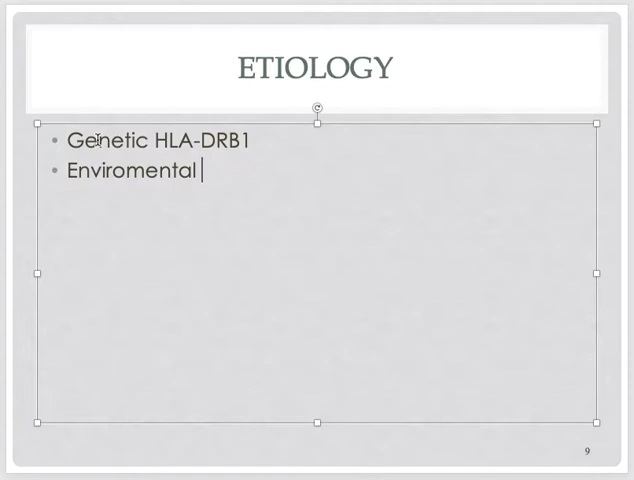 ETIOLOGY
• Genetic HLA-DRB1
• Enviromental
9